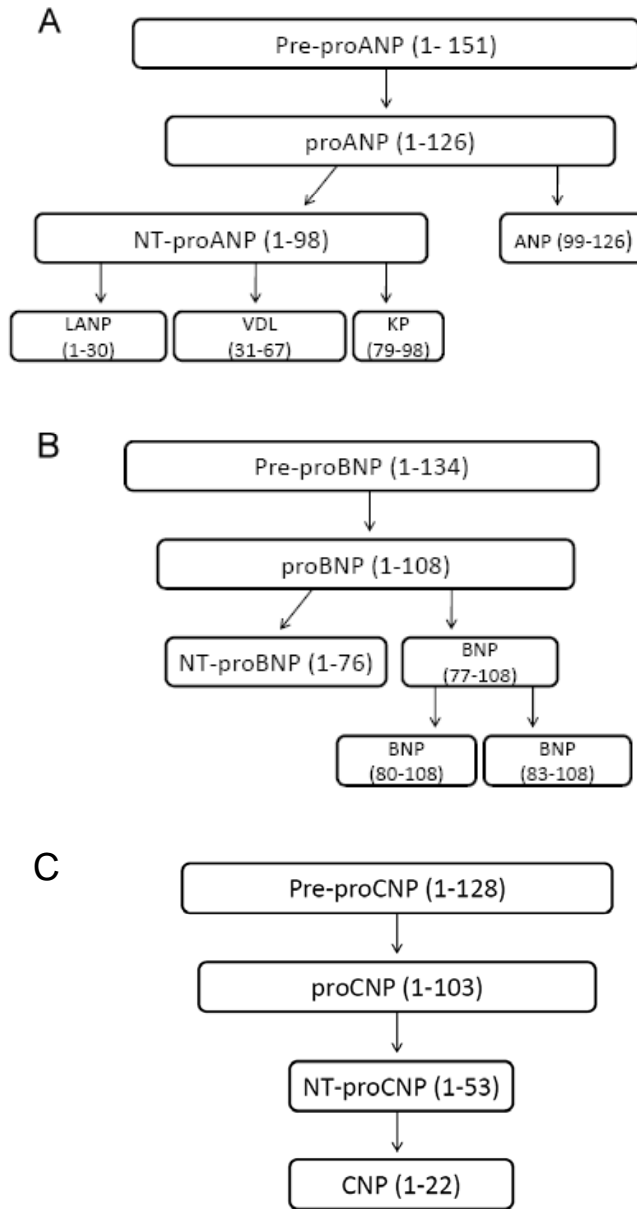 A
Pre-proANP (1- 151)
proANP (1-126)
NT-proANP (1-98)
ANP (99-126)
LANP
(1-30)
VDL
(31-67)
KP
(79-98)
B
Pre-proBNP (1-134)
proBNP (1-108)
NT-proBNP (1-76)
BNP
(77-108)
BNP
(80-108)
BNP
(83-108)
C
Pre-proCNP (1-128)
proCNP (1-103)
NT-proCNP (1-53)
CNP (1-22)